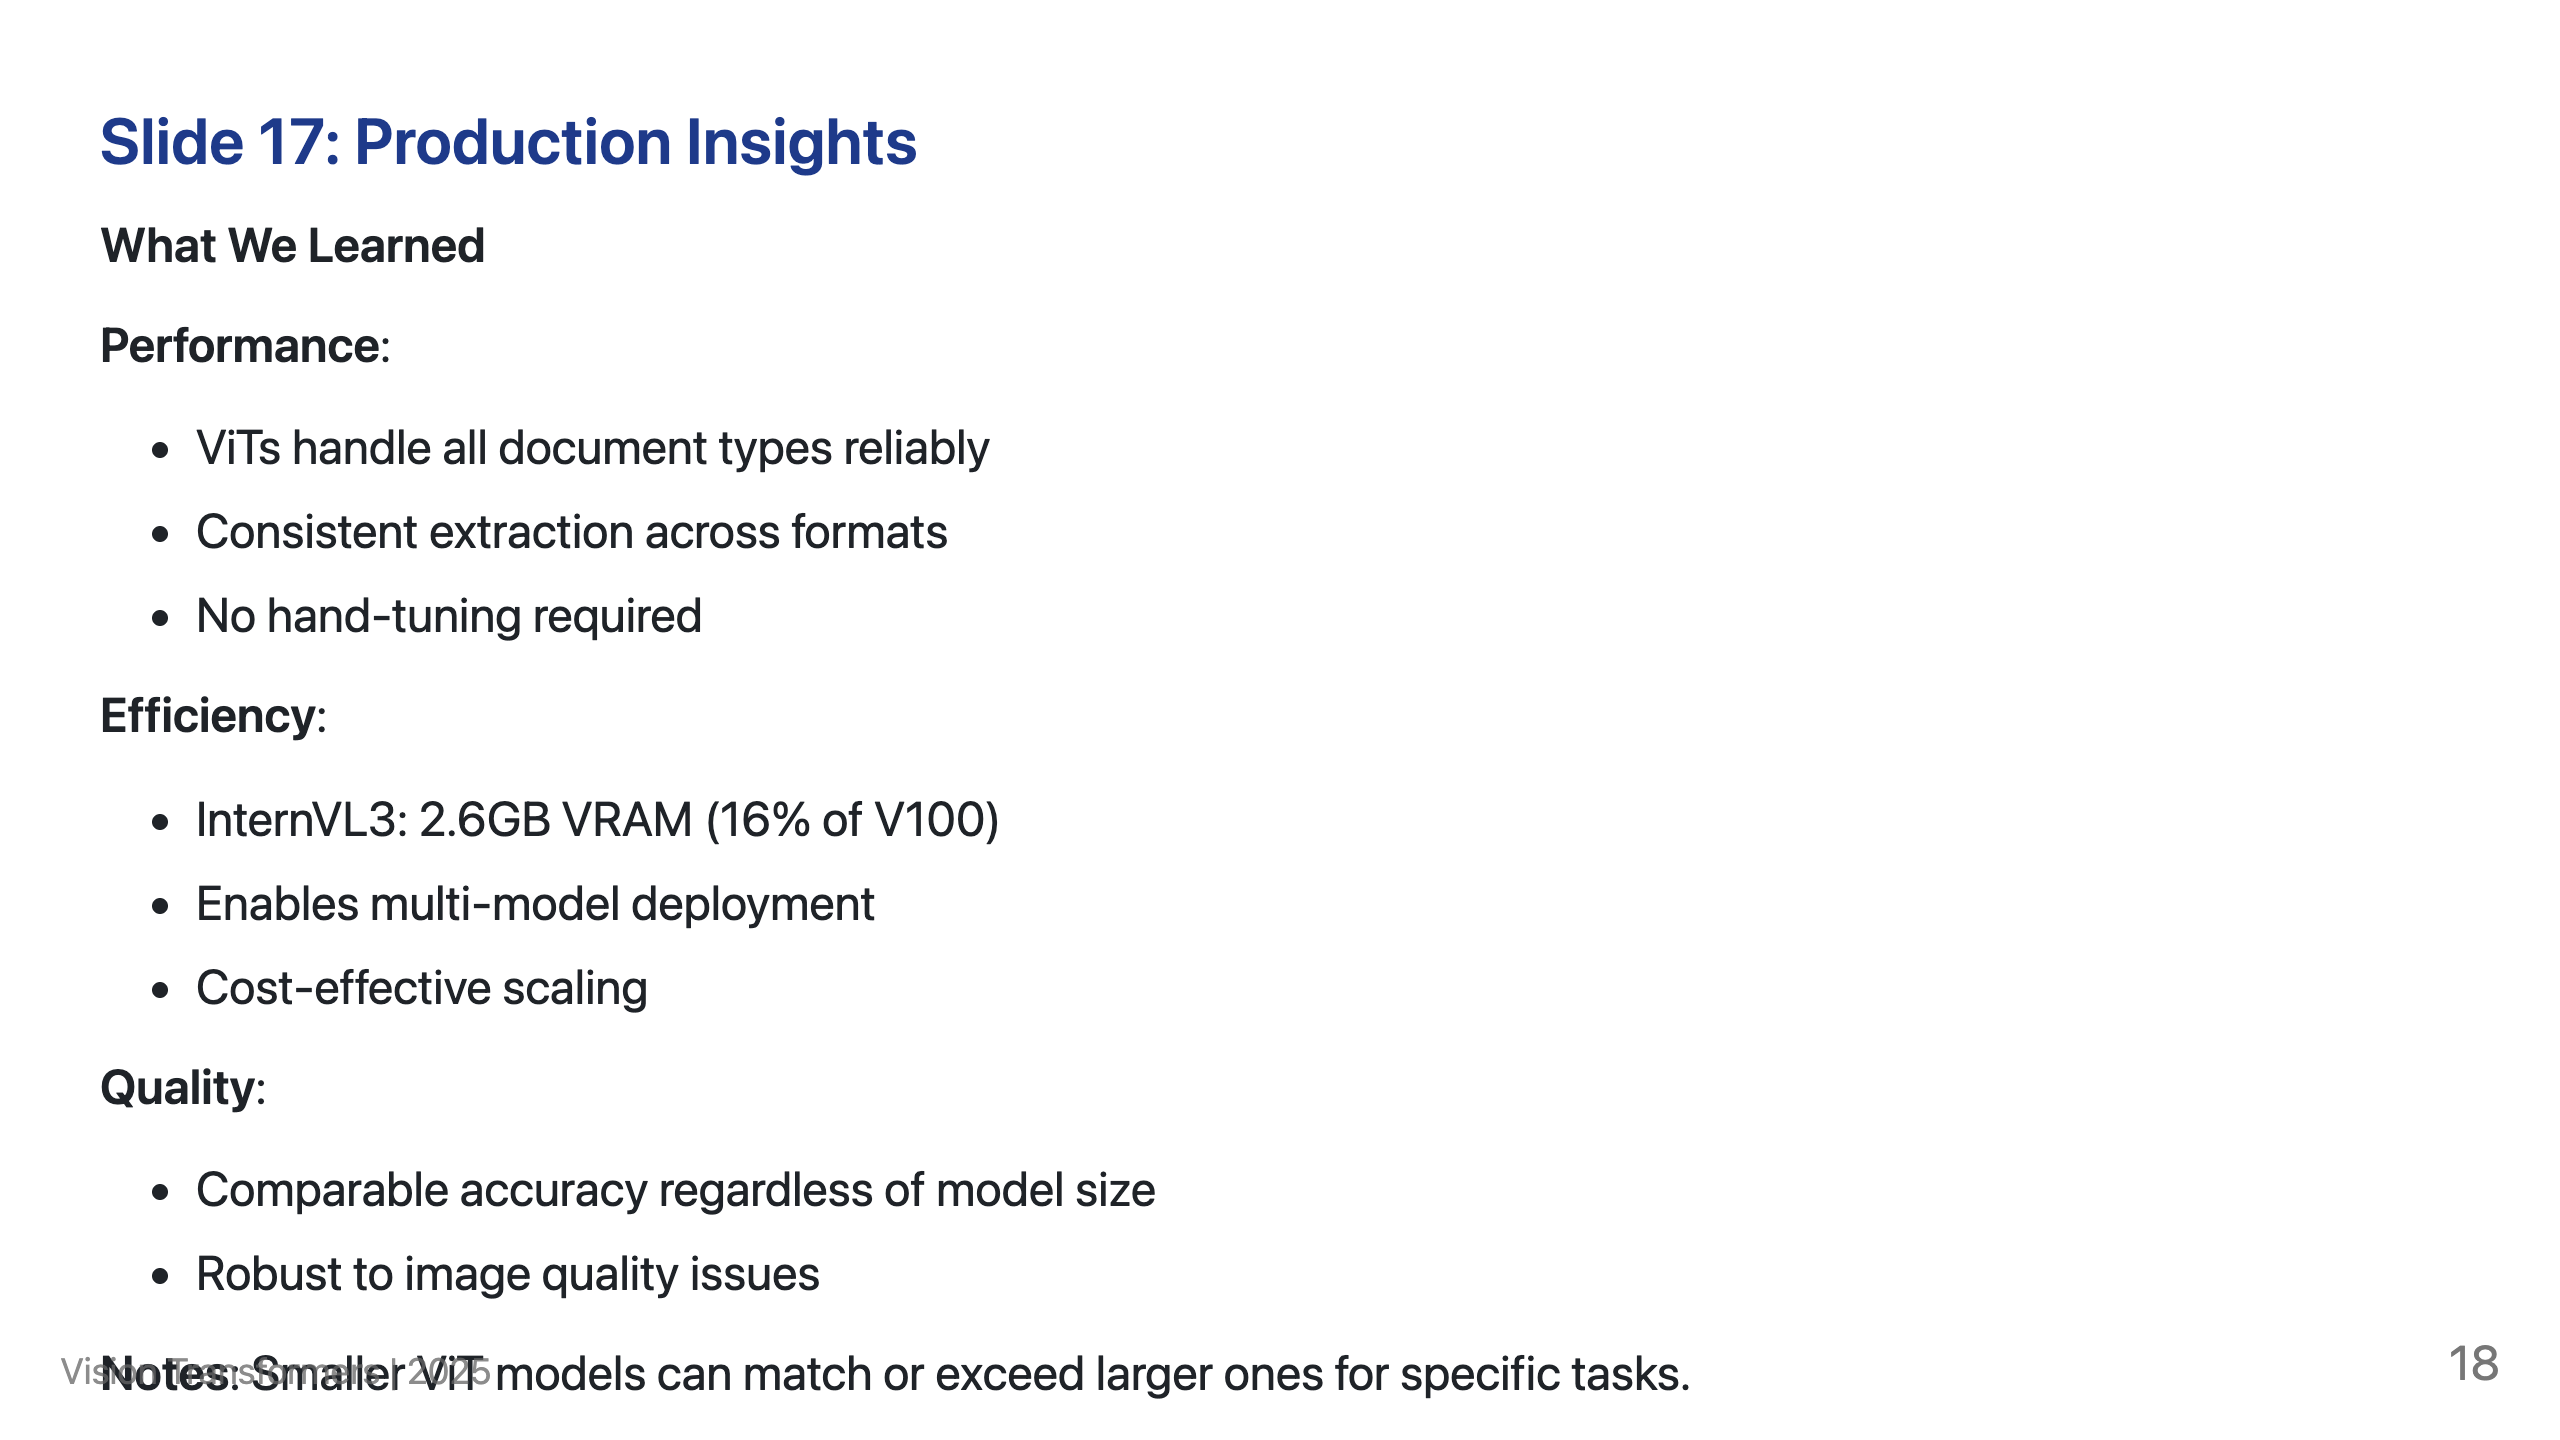 Slide 17: Production Insights
What We Learned
Performance:
• ViTs handle all document types reliably
• Consistent extraction across formats
• No hand-tuning required
Efficiency:
• InternVL3: 2.6GB VRAM (16% of V100)
• Enables multi-model deployment
• Cost-effective scaling
Quality:
• Comparable accuracy regardless of model size
• Robust to image quality issues
Notes: Smaller ViT models can match or exceed larger ones for specific tasks.
Vision Transformers | 2025
18